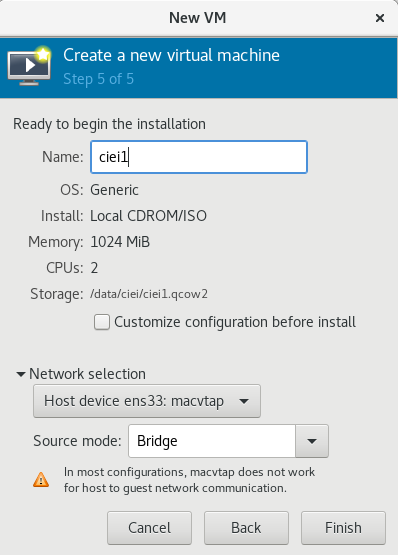 New VM
Create a new virtual machine
Step 5 of 5
Ready to begin the installation
Name: ciei1
OS: Generic
Install: Local CDROM/ISO
Memory: 1024 MiB
CPUs: 2
Storage: /data/ciei/ciei1.qcow2
Customize configuration before install
Network selection
Host device ens33: macvtap
Source mode: Bridge
In most configurations, macvtap does not work
for host to guest network communication.
Cancel Back Finish